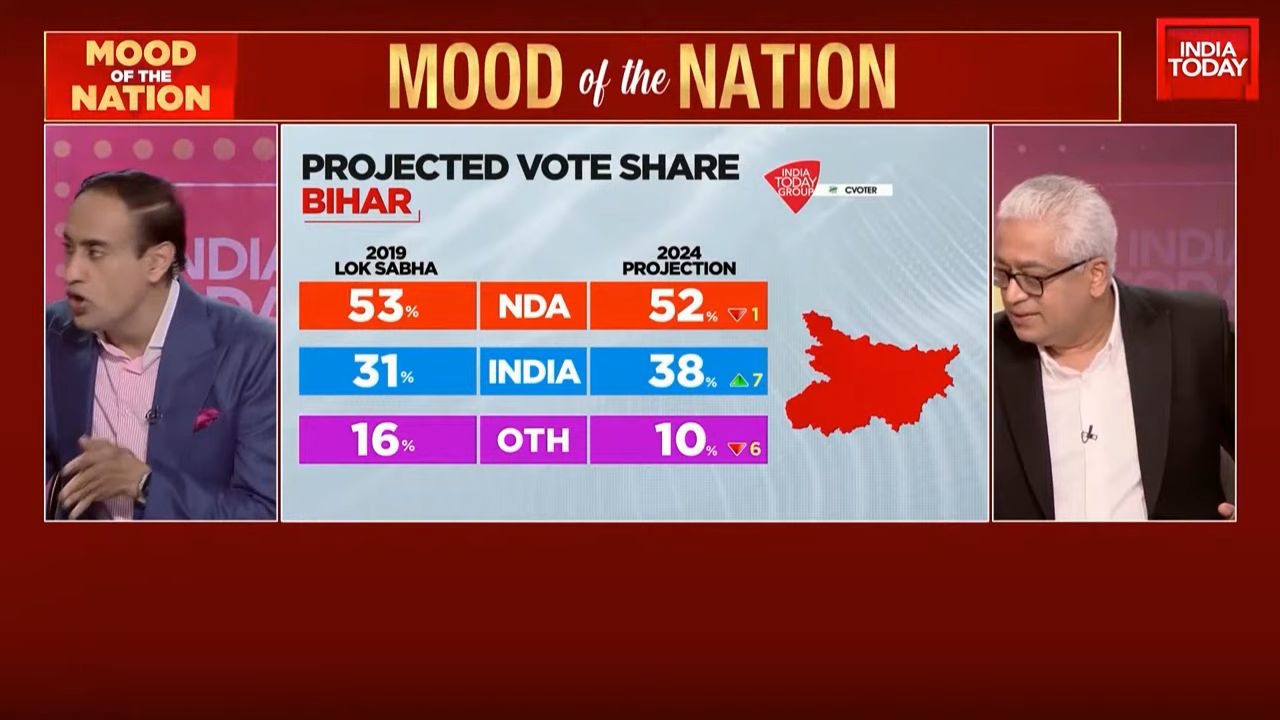 MOOD
OF THE
NATION
MOOD of the NATION
INDIA
TODAY
PROJECTED VOTE SHARE
BIHAR
INDIA
TODAY
GROUP
CVOTER
2019
LOK SABHA
2024
PROJECTION
53% NDA 52% 1
31% INDIA 38% 7
16% OTH 10% 6